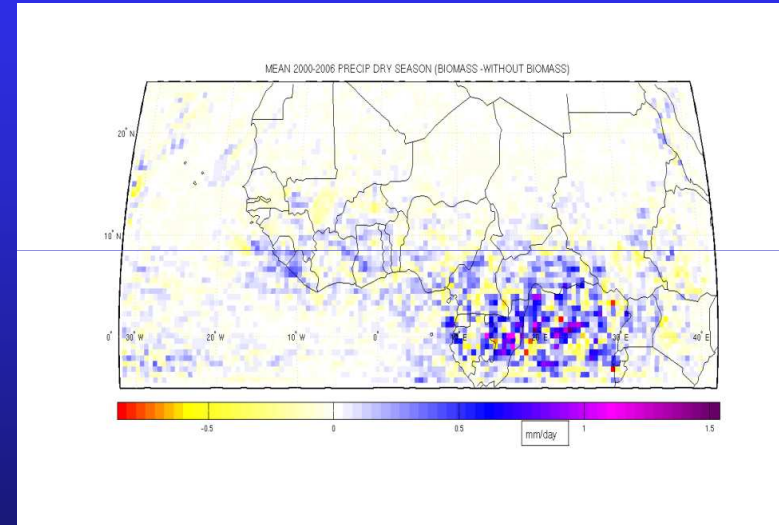 MEAN 2000-2006 PRECIP DRY SEASON (BIOMASS -WITHOUT BIOMASS)
20° N
10° N
0° 30° W 20° W 10° W 0° 30° E 40° E
-0.5 0 0.5 1 1.5
mm/day